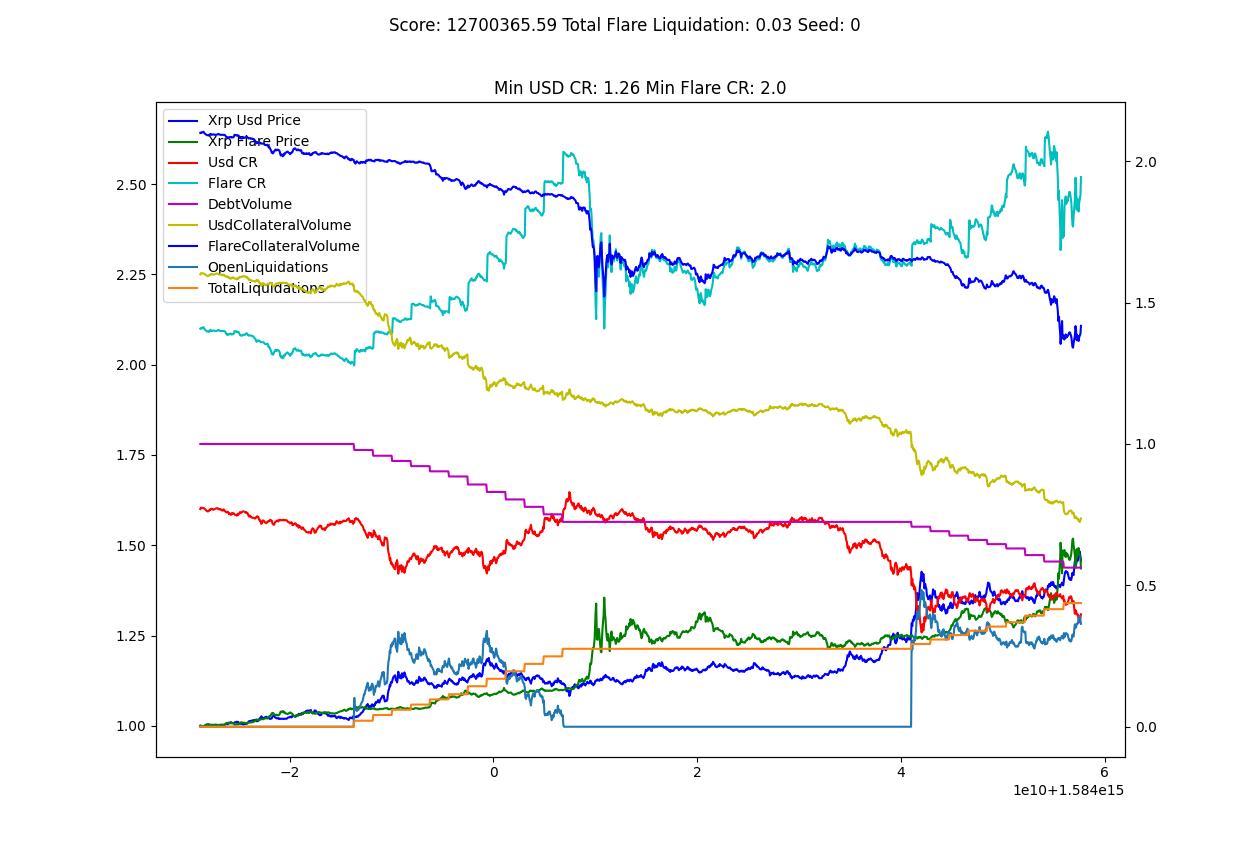 Score: 12700365.59 Total Flare Liquidation: 0.03 Seed: 0
Min USD CR: 1.26 Min Flare CR: 2.0
Xrp Usd Price
Xrp Flare Price
Usd CR
Flare CR
DebtVolume
UsdCollateralVolume
FlareCollateralVolume
OpenLiquidations
TotalLiquidations
2.50
2.25
2.00
1.75
1.50
1.25
1.00
2.0
1.5
1.0
0.5
0.0
−2
0
2
4
6
1e10+1.584e15